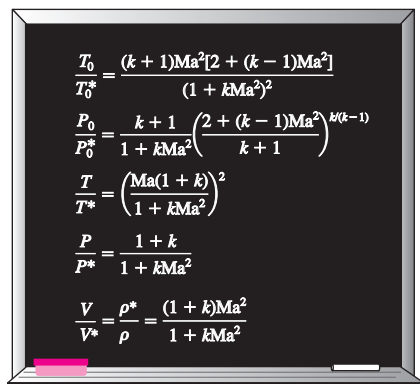 T₀/T₀* = (k + 1)Ma²[2 + (k − 1)Ma²] / (1 + kMa²)²
P₀/P₀* = (k + 1)/(1 + kMa²) ((2 + (k − 1)Ma²)/(k + 1))^(k/(k−1))
T/T* = (Ma(1 + k)/(1 + kMa²))²
P/P* = (1 + k)/(1 + kMa²)
V/V* = ρ*/ρ = (1 + k)Ma²/(1 + kMa²)